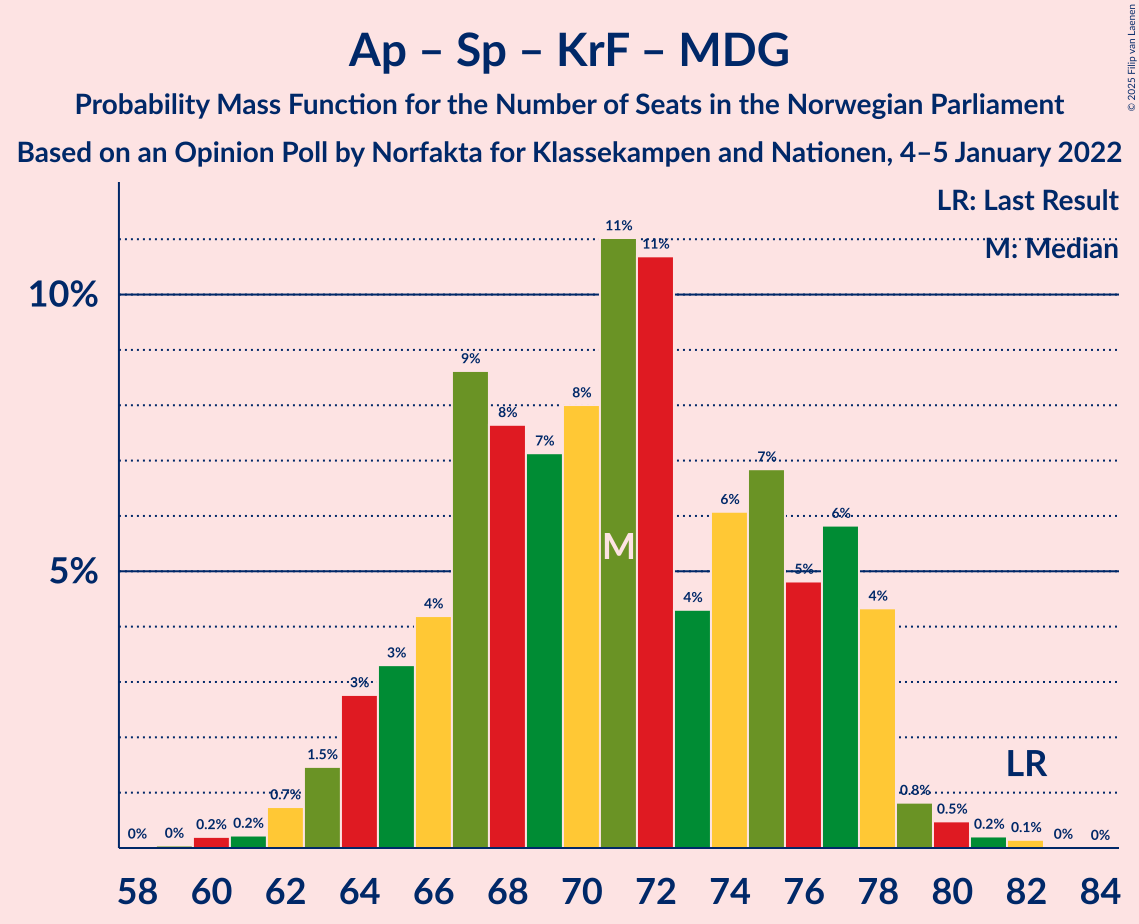 Ap – Sp – KrF – MDG
Probability Mass Function for the Number of Seats in the Norwegian Parliament
Based on an Opinion Poll by Norfakta for Klassekampen and Nationen, 4–5 January 2022
© 2025 Filip van Laenen
LR: Last Result
M: Median
10%
5%
0% 0% 0.2% 0.2% 0.7% 1.5% 3% 3% 4% 9% 8% 7% 8% 11% 11% 4% 6% 7% 5% 6% 4% 0.8% 0.5% 0.2% 0.1% 0% 0%
M
LR
58 60 62 64 66 68 70 72 74 76 78 80 82 84